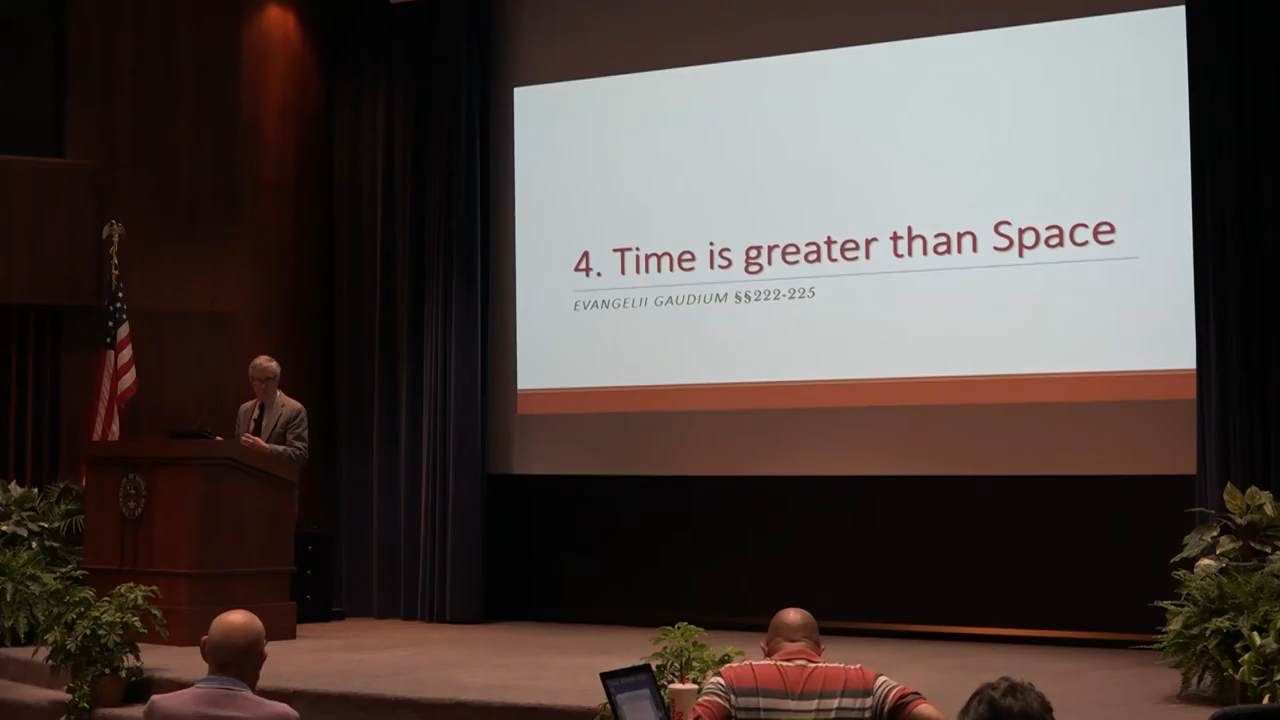 4. Time is greater than Space
EVANGELII GAUDIUM §§222-225